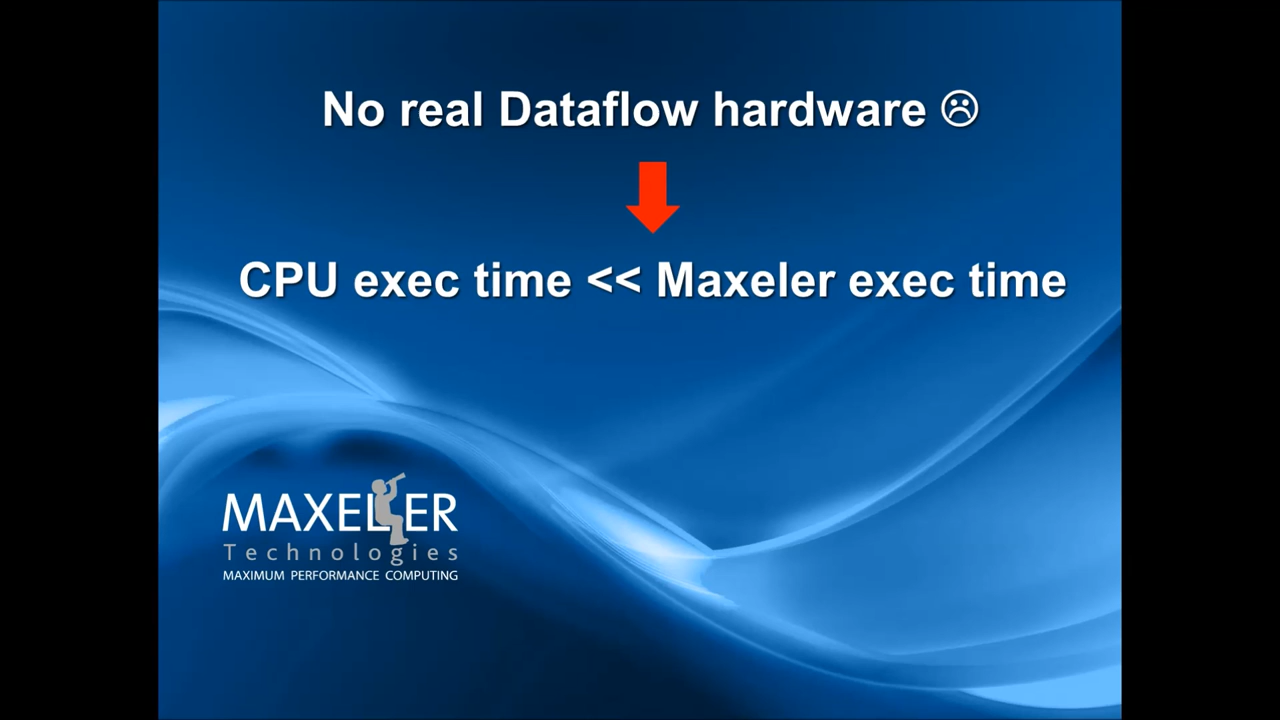 No real Dataflow hardware ☹
CPU exec time << Maxeler exec time
MAXELER
Technologies
MAXIMUM PERFORMANCE COMPUTING